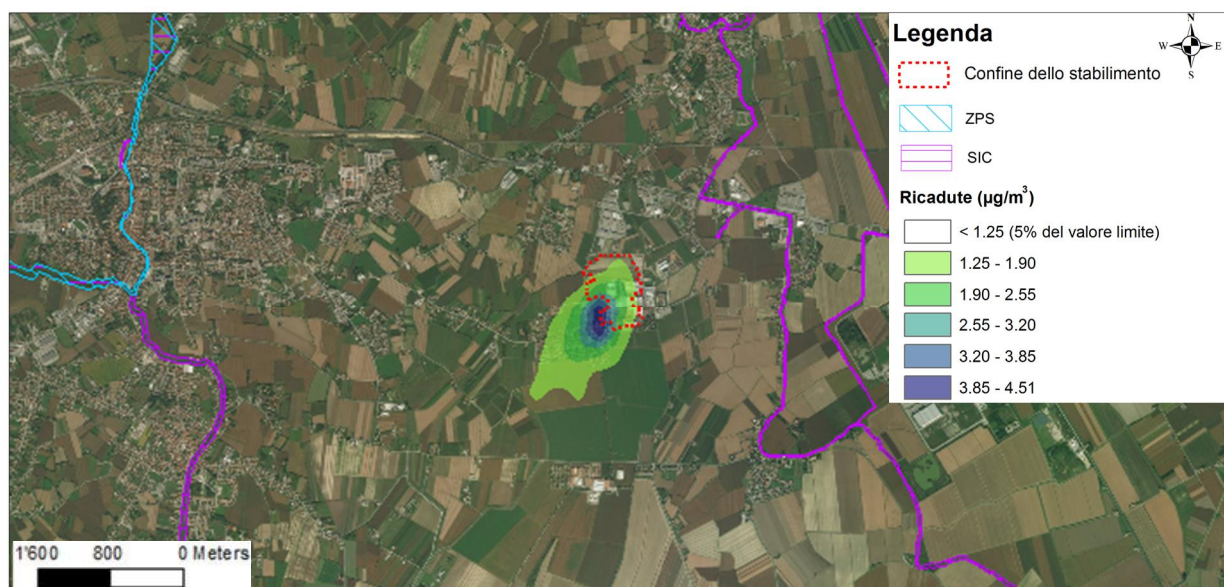 Legenda
N
W E
S
Confine dello stabilimento
ZPS
SIC
Ricadute (µg/m³)
< 1.25 (5% del valore limite)
1.25 - 1.90
1.90 - 2.55
2.55 - 3.20
3.20 - 3.85
3.85 - 4.51
1'600 800 0 Meters